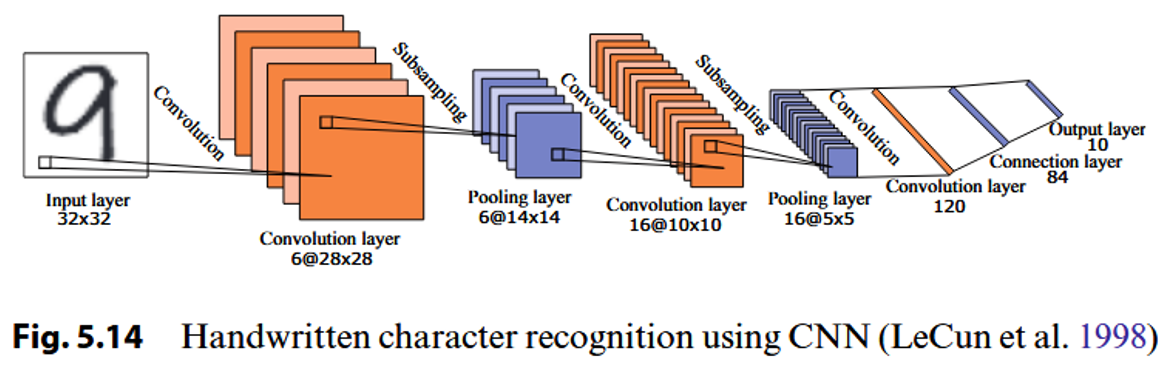 Convolution
Subsampling
Convolution
Subsampling
Convolution
Input layer
32x32
Convolution layer
6@28x28
Pooling layer
6@14x14
Convolution layer
16@10x10
Pooling layer
16@5x5
Convolution layer
120
Connection layer
84
Output layer
10
Fig. 5.14 Handwritten character recognition using CNN (LeCun et al. 1998)